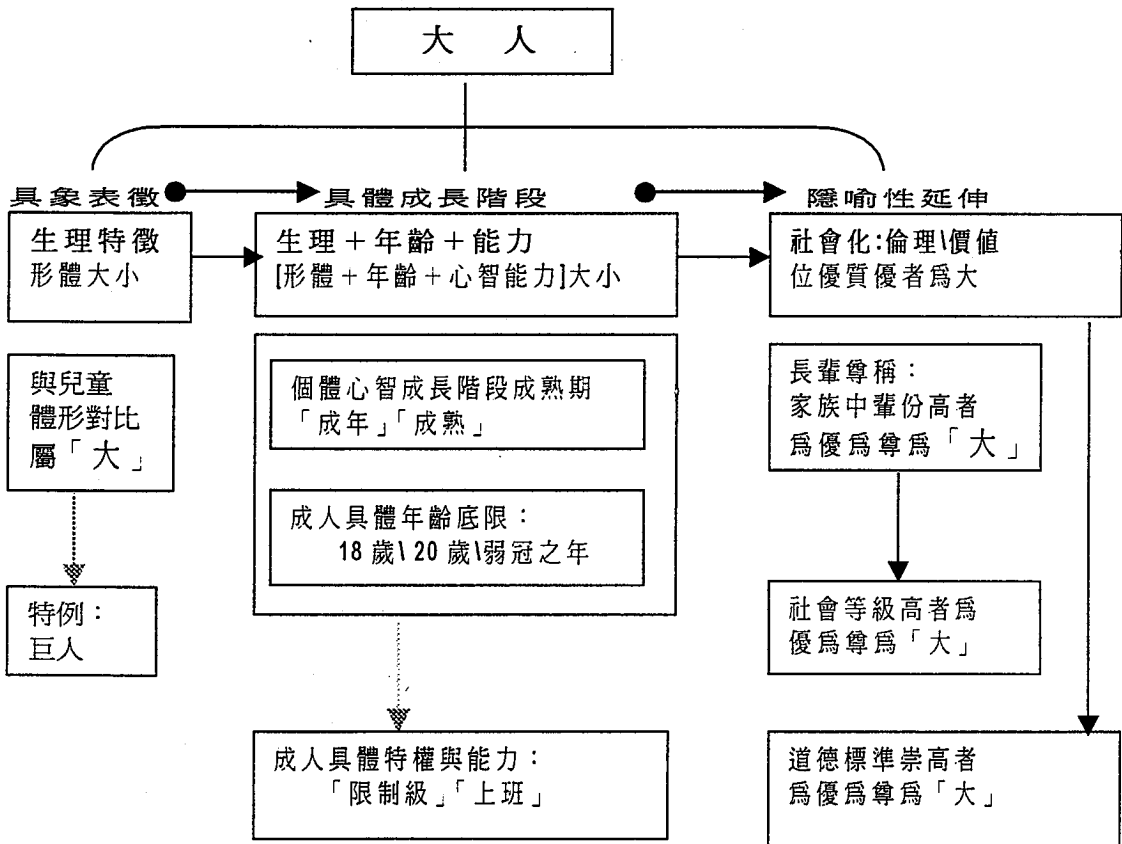 大 人
具象表徵
具體成長階段
隱喻性延伸
生理特徵
形體大小
生理＋年齡＋能力
[形體＋年齡＋心智能力]大小
社會化:倫理\價值
位優質優者爲大
與兒童
體形對比
屬「大」
個體心智成長階段成熟期
「成年」「成熟」
成人具體年齡底限：
18 歲\ 20 歲\弱冠之年
長輩尊稱：
家族中輩份高者
爲優爲尊爲「大」
特例：
巨人
社會等級高者爲
優爲尊爲「大」
成人具體特權與能力：
「限制級」「上班」
道德標準崇高者
爲優爲尊爲「大」